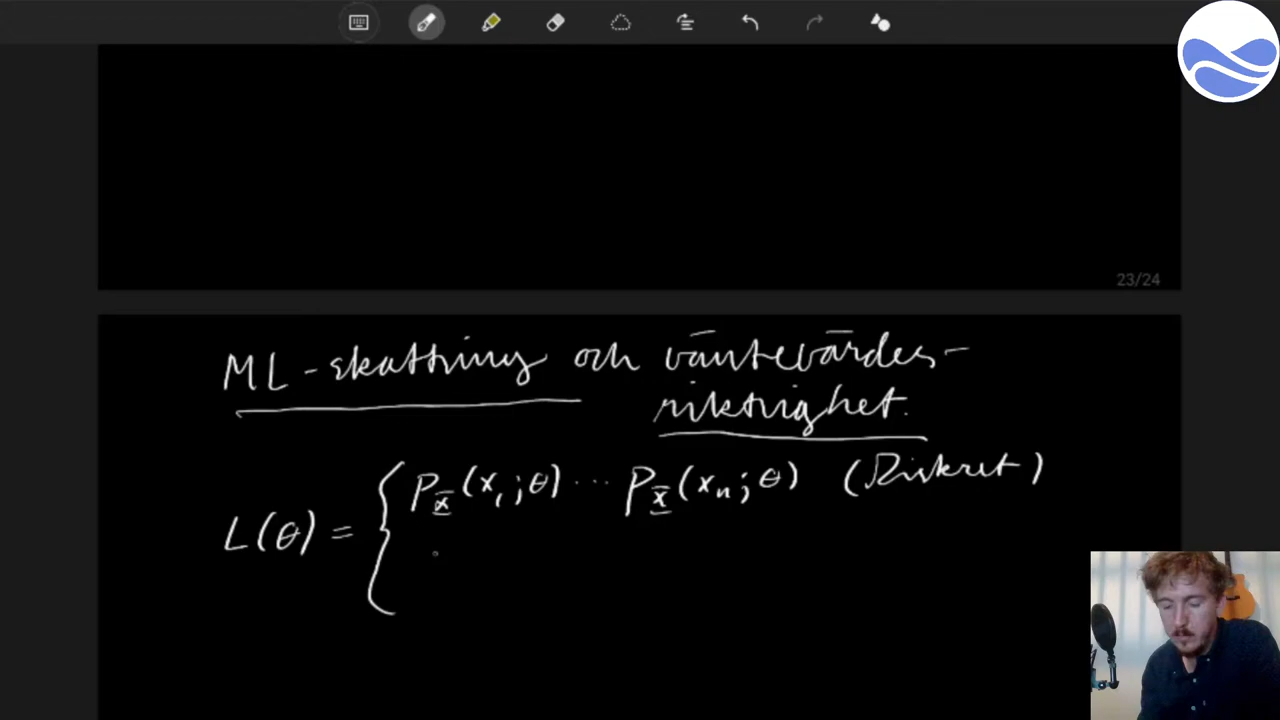 23/24
ML-skattning och väntevärdes-
riktighet.
L(θ) = { P_X(x₁;θ) ··· P_X(xₙ;θ) (Diskret)